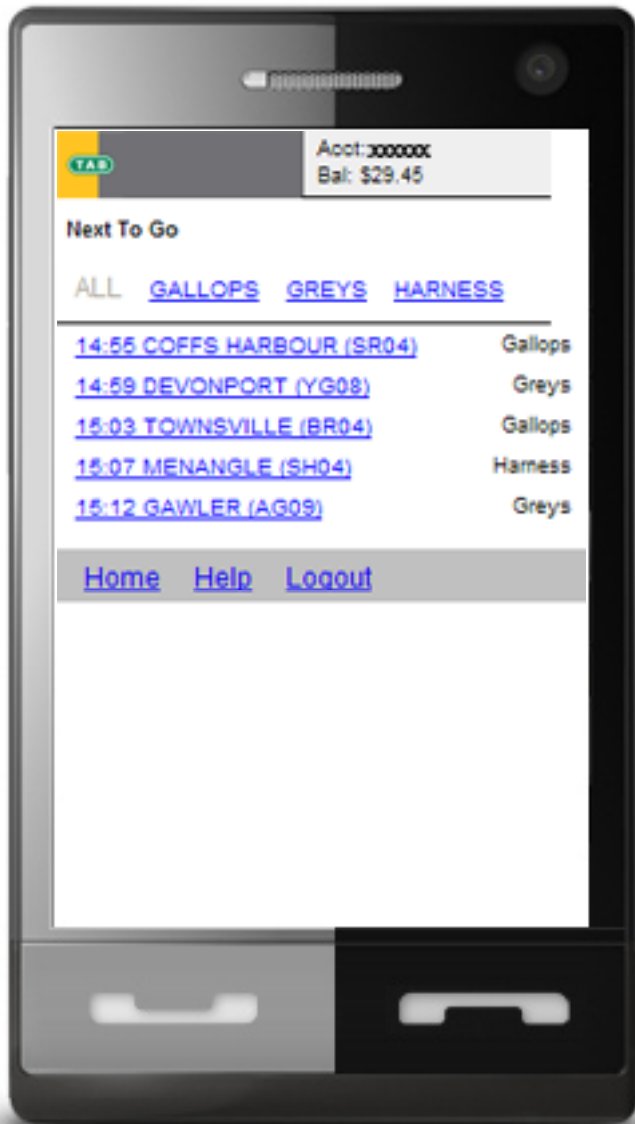 TAB
Acct:xxxxxxx
Bal: $29.45
Next To Go
ALL GALLOPS GREYS HARNESS
14:55 COFFS HARBOUR (SR04) Gallops
14:59 DEVONPORT (YG08) Greys
15:03 TOWNSVILLE (BR04) Gallops
15:07 MENANGLE (SH04) Harness
15:12 GAWLER (AG09) Greys
Home Help Logout